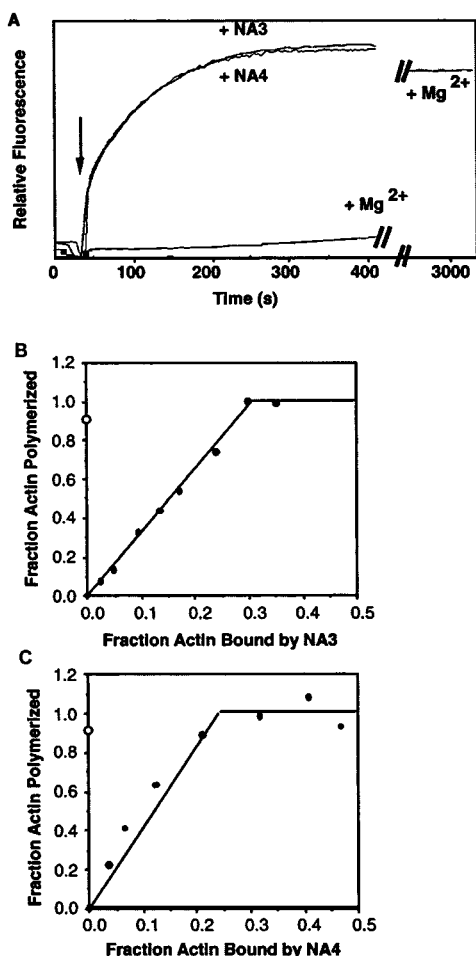 A
Relative Fluorescence
+ NA3
+ NA4
+ Mg 2+
+ Mg 2+
0 100 200 300 400 3000
Time (s)
B
Fraction Actin Polymerized
1.2
1.0
0.8
0.6
0.4
0.2
0.0
0.0 0.1 0.2 0.3 0.4 0.5
Fraction Actin Bound by NA3
C
Fraction Actin Polymerized
1.2
1.0
0.8
0.6
0.4
0.2
0.0
0.0 0.1 0.2 0.3 0.4 0.5
Fraction Actin Bound by NA4